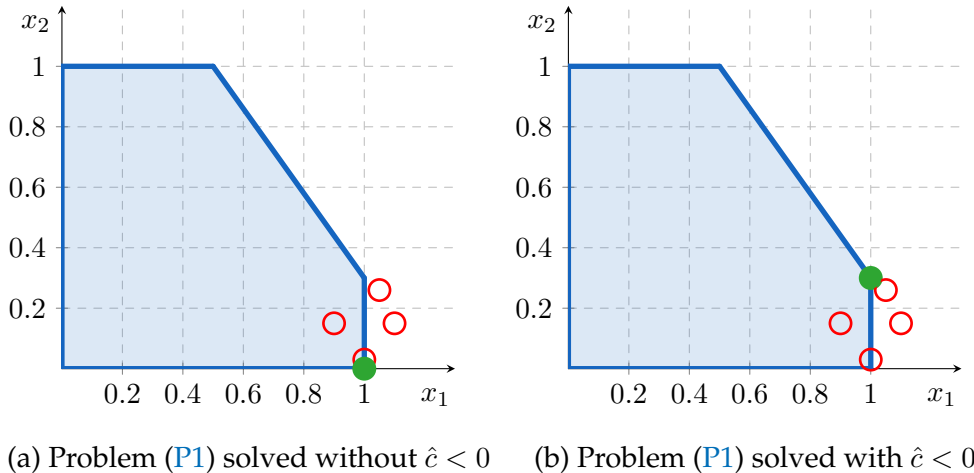 x₂
1
0.8
0.6
0.4
0.2
0.2 0.4 0.6 0.8 1 x₁
x₂
1
0.8
0.6
0.4
0.2
0.2 0.4 0.6 0.8 1 x₁
(a) Problem (P1) solved without ĉ < 0
(b) Problem (P1) solved with ĉ < 0